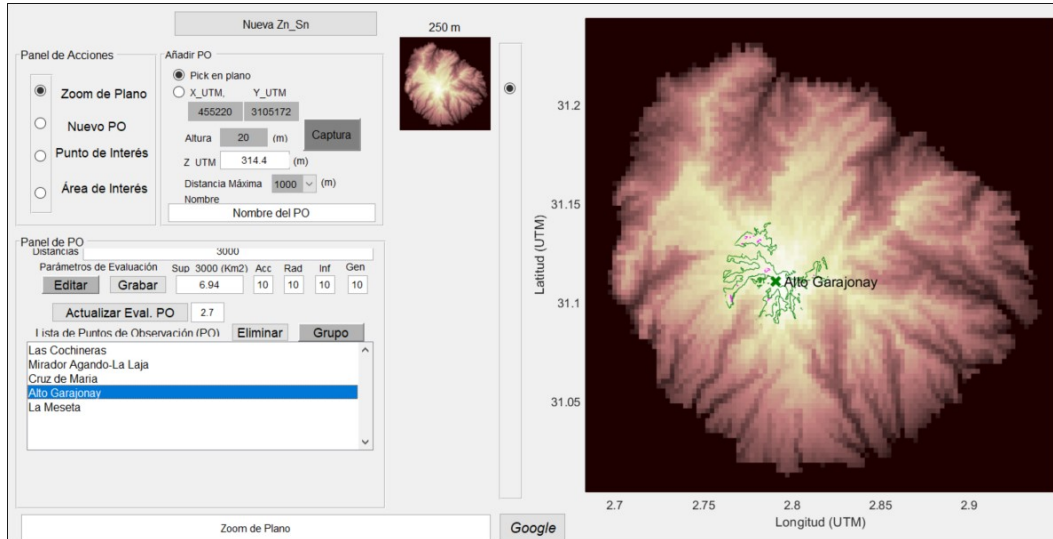 Nueva Zn_Sn
250 m
Panel de Acciones
Zoom de Plano
Nuevo PO
Punto de Interés
Área de Interés
Añadir PO
Pick en plano
X_UTM, Y_UTM
455220 3105172
Altura 20 (m) Captura
Z_UTM 314.4 (m)
Distancia Máxima 1000 (m)
Nombre
Nombre del PO
Panel de PO
Distancias 3000
Parámetros de Evaluación Sup_3000 (Km2) Acc Rad Inf Gen
Editar Grabar 6.94 10 10 10 10
Actualizar Eval. PO 2.7
Lista de Puntos de Observación (PO) Eliminar Grupo
Las Cochineras
Mirador Agando-La Laja
Cruz de Maria
Alto Garajonay
La Meseta
Zoom de Plano
Google
Latitud (UTM)
31.2
31.15
31.1
31.05
Alto Garajonay
2.7 2.75 2.8 2.85 2.9
Longitud (UTM)